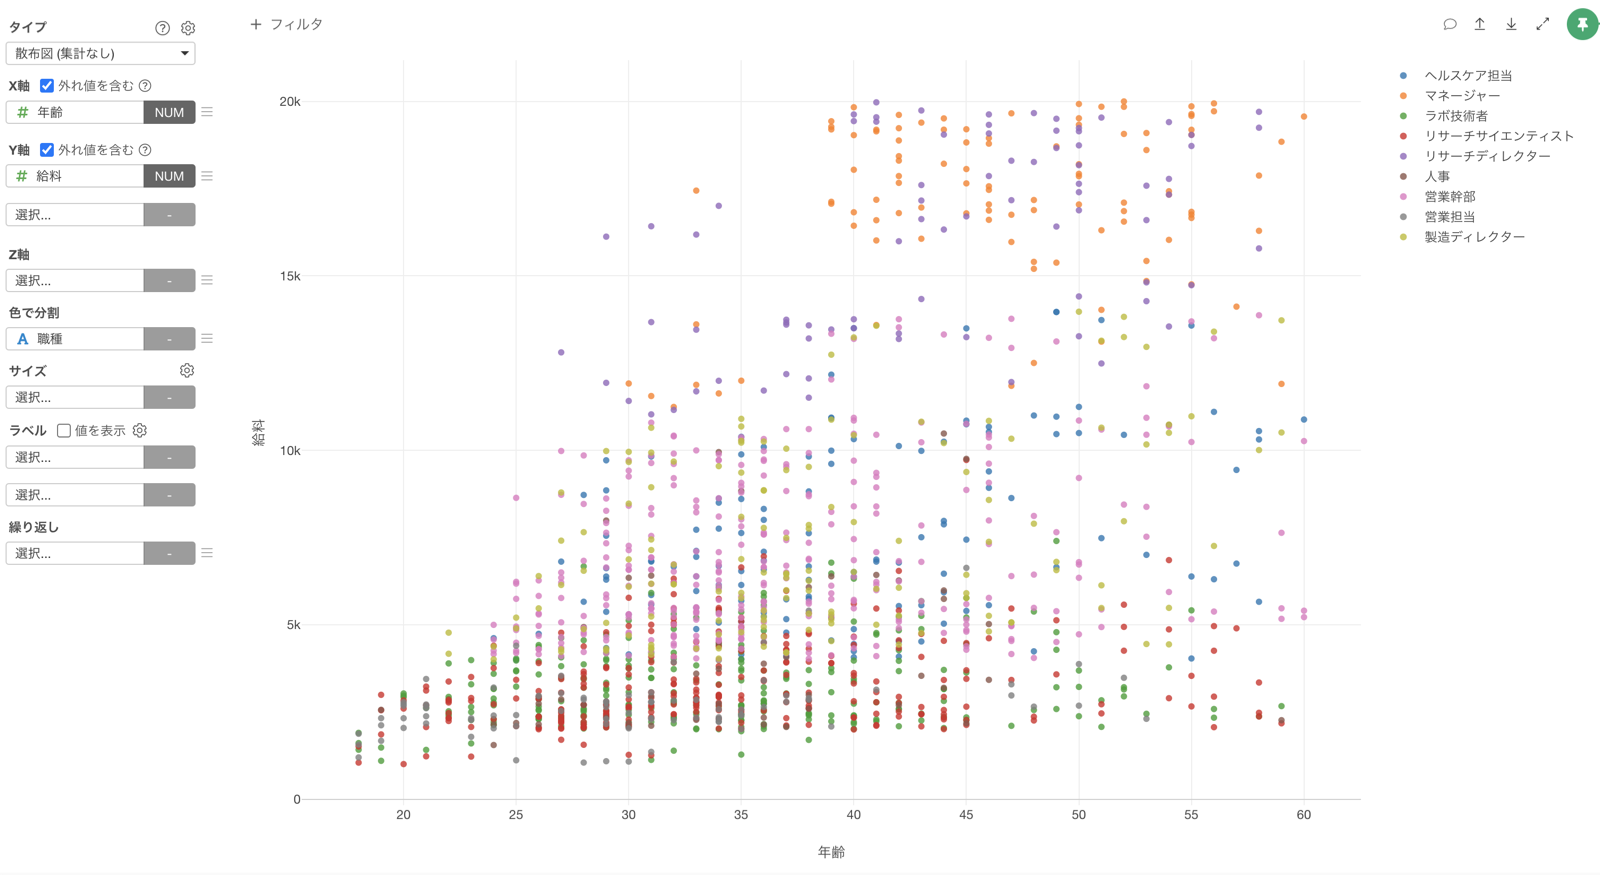 タイプ
散布図 (集計なし)
X軸 外れ値を含む
# 年齢 NUM
Y軸 外れ値を含む
# 給料 NUM
選択... -
Z軸
選択... -
色で分割
A 職種 -
サイズ
選択... -
ラベル 値を表示
選択... -
選択... -
繰り返し
選択... -
+ フィルタ
20k
15k
10k
5k
0
給料
20 25 30 35 40 45 50 55 60
年齢
ヘルスケア担当
マネージャー
ラボ技術者
リサーチサイエンティスト
リサーチディレクター
人事
営業幹部
営業担当
製造ディレクター